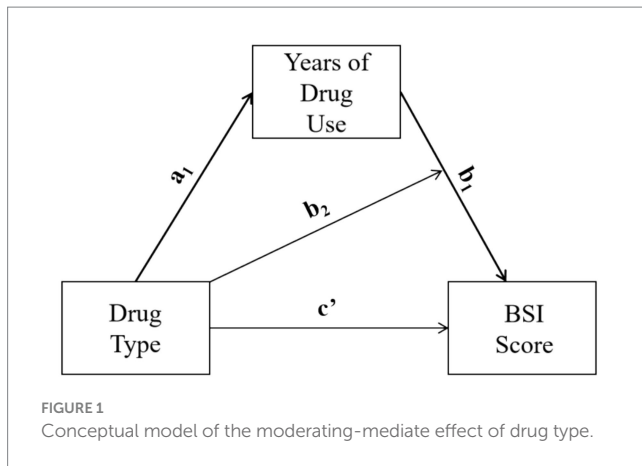 Years of
Drug
Use
a1
b1
b2
Drug
Type
c’
BSI
Score
FIGURE 1
Conceptual model of the moderating-mediate effect of drug type.